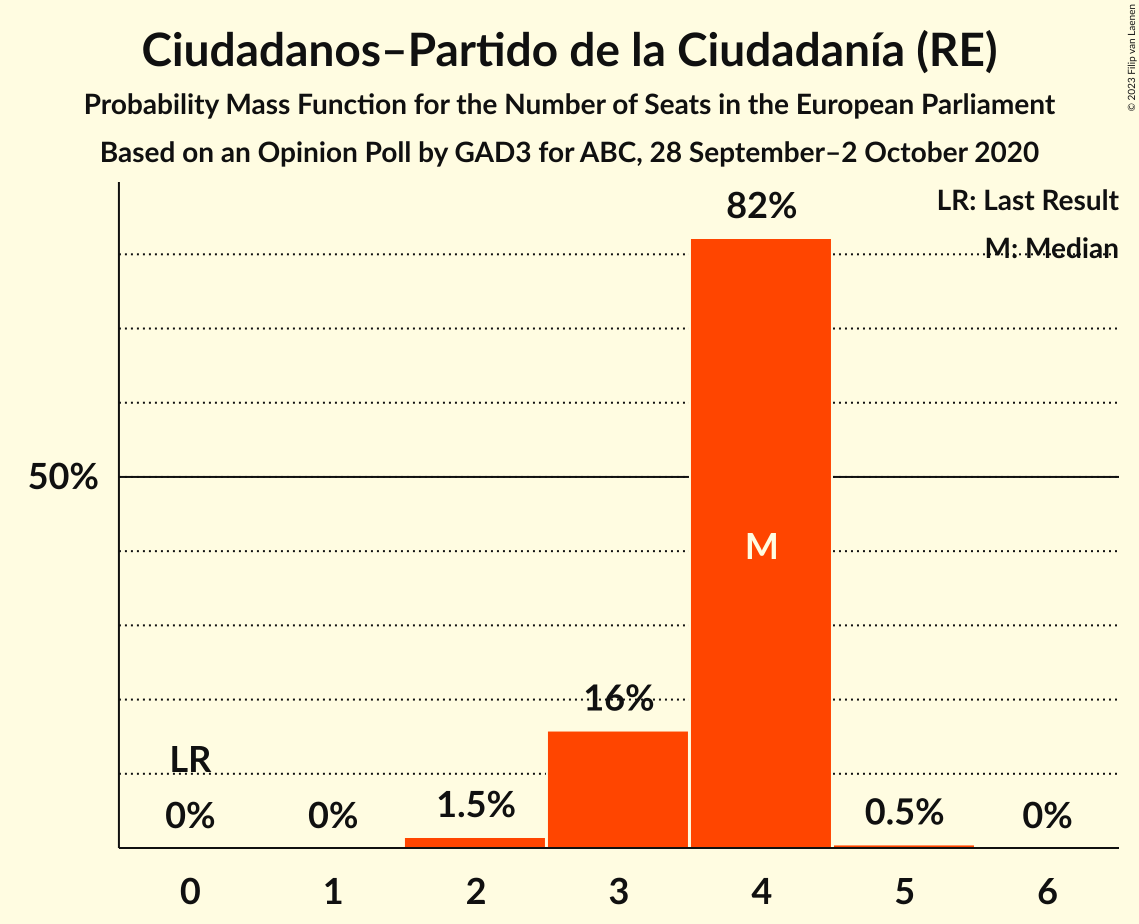 Ciudadanos–Partido de la Ciudadanía (RE)
Probability Mass Function for the Number of Seats in the European Parliament
Based on an Opinion Poll by GAD3 for ABC, 28 September–2 October 2020
© 2023 Filip van Laenen
LR: Last Result
M: Median
82%
50%
M
16%
LR
0%
0%
1.5%
0.5%
0%
0 1 2 3 4 5 6